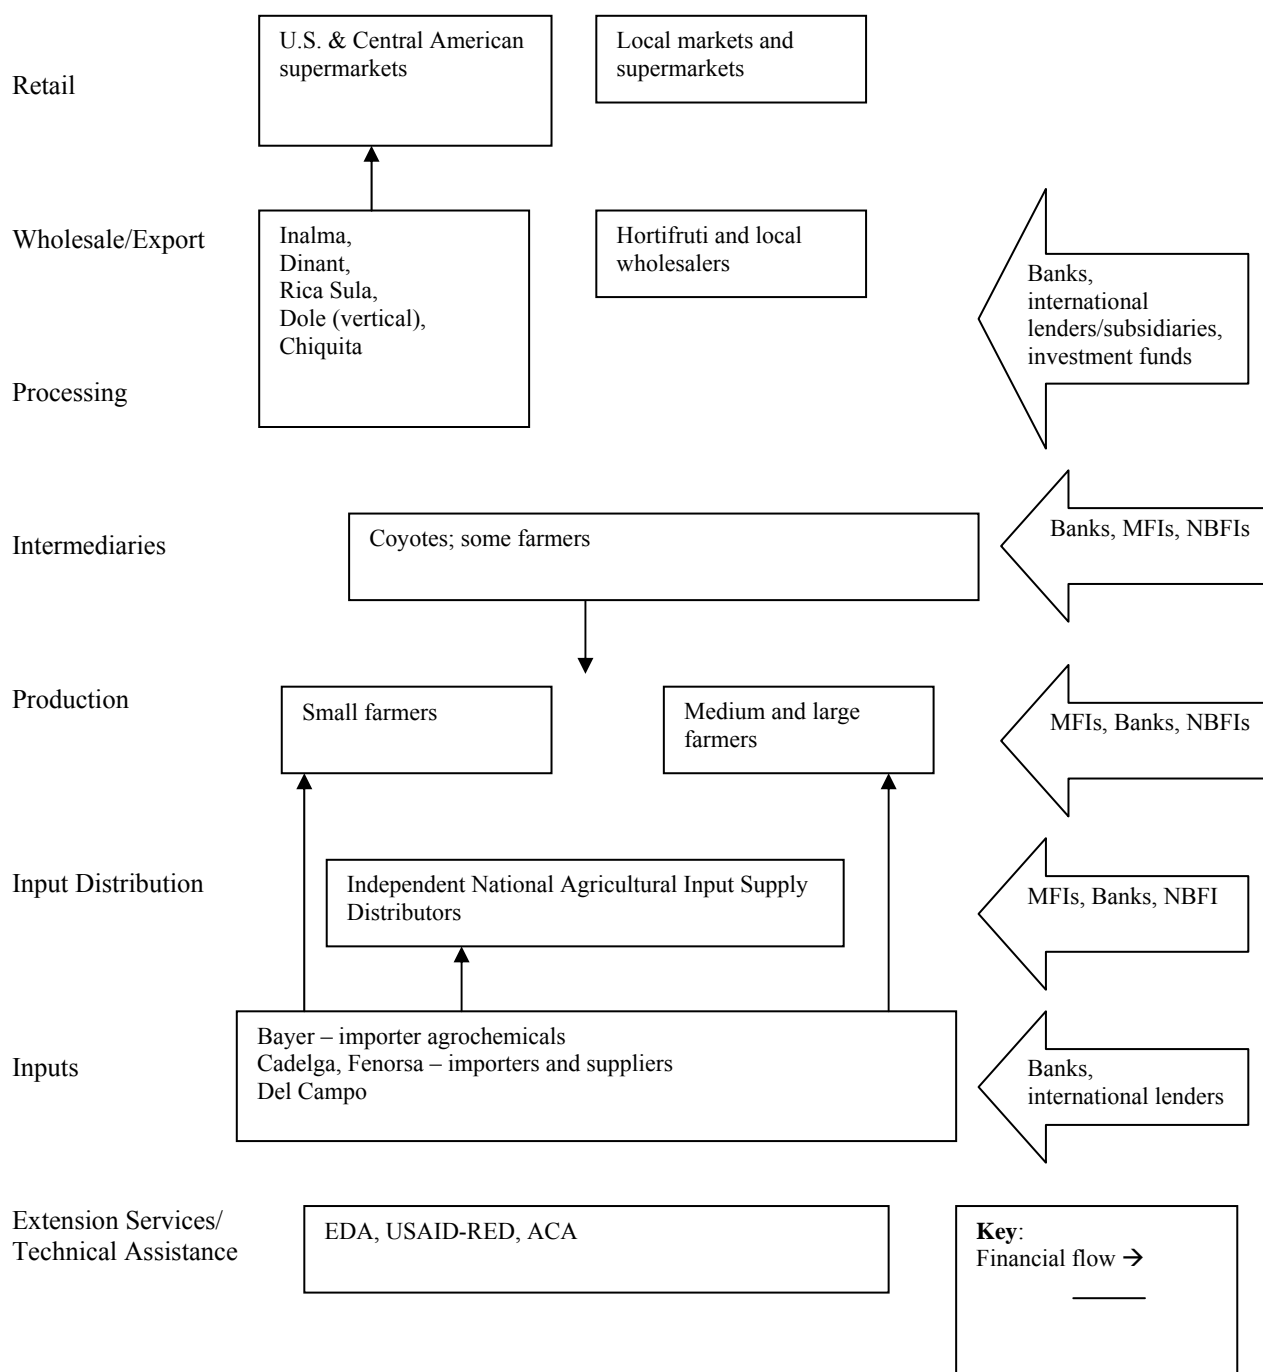 U.S. & Central American
supermarkets
Local markets and
supermarkets
Retail
Wholesale/Export
Inalma,
Dinant,
Rica Sula,
Dole (vertical),
Chiquita
Hortifruti and local
wholesalers
Banks,
international
lenders/subsidiaries,
investment funds
Processing
Intermediaries
Coyotes; some farmers
Banks, MFIs, NBFIs
Production
Small farmers
Medium and large
farmers
MFIs, Banks, NBFIs
Input Distribution
Independent National Agricultural Input Supply
Distributors
MFIs, Banks, NBFI
Inputs
Bayer – importer agrochemicals
Cadelga, Fenorsa – importers and suppliers
Del Campo
Banks,
international lenders
Extension Services/
Technical Assistance
EDA, USAID-RED, ACA
Key:
Financial flow →